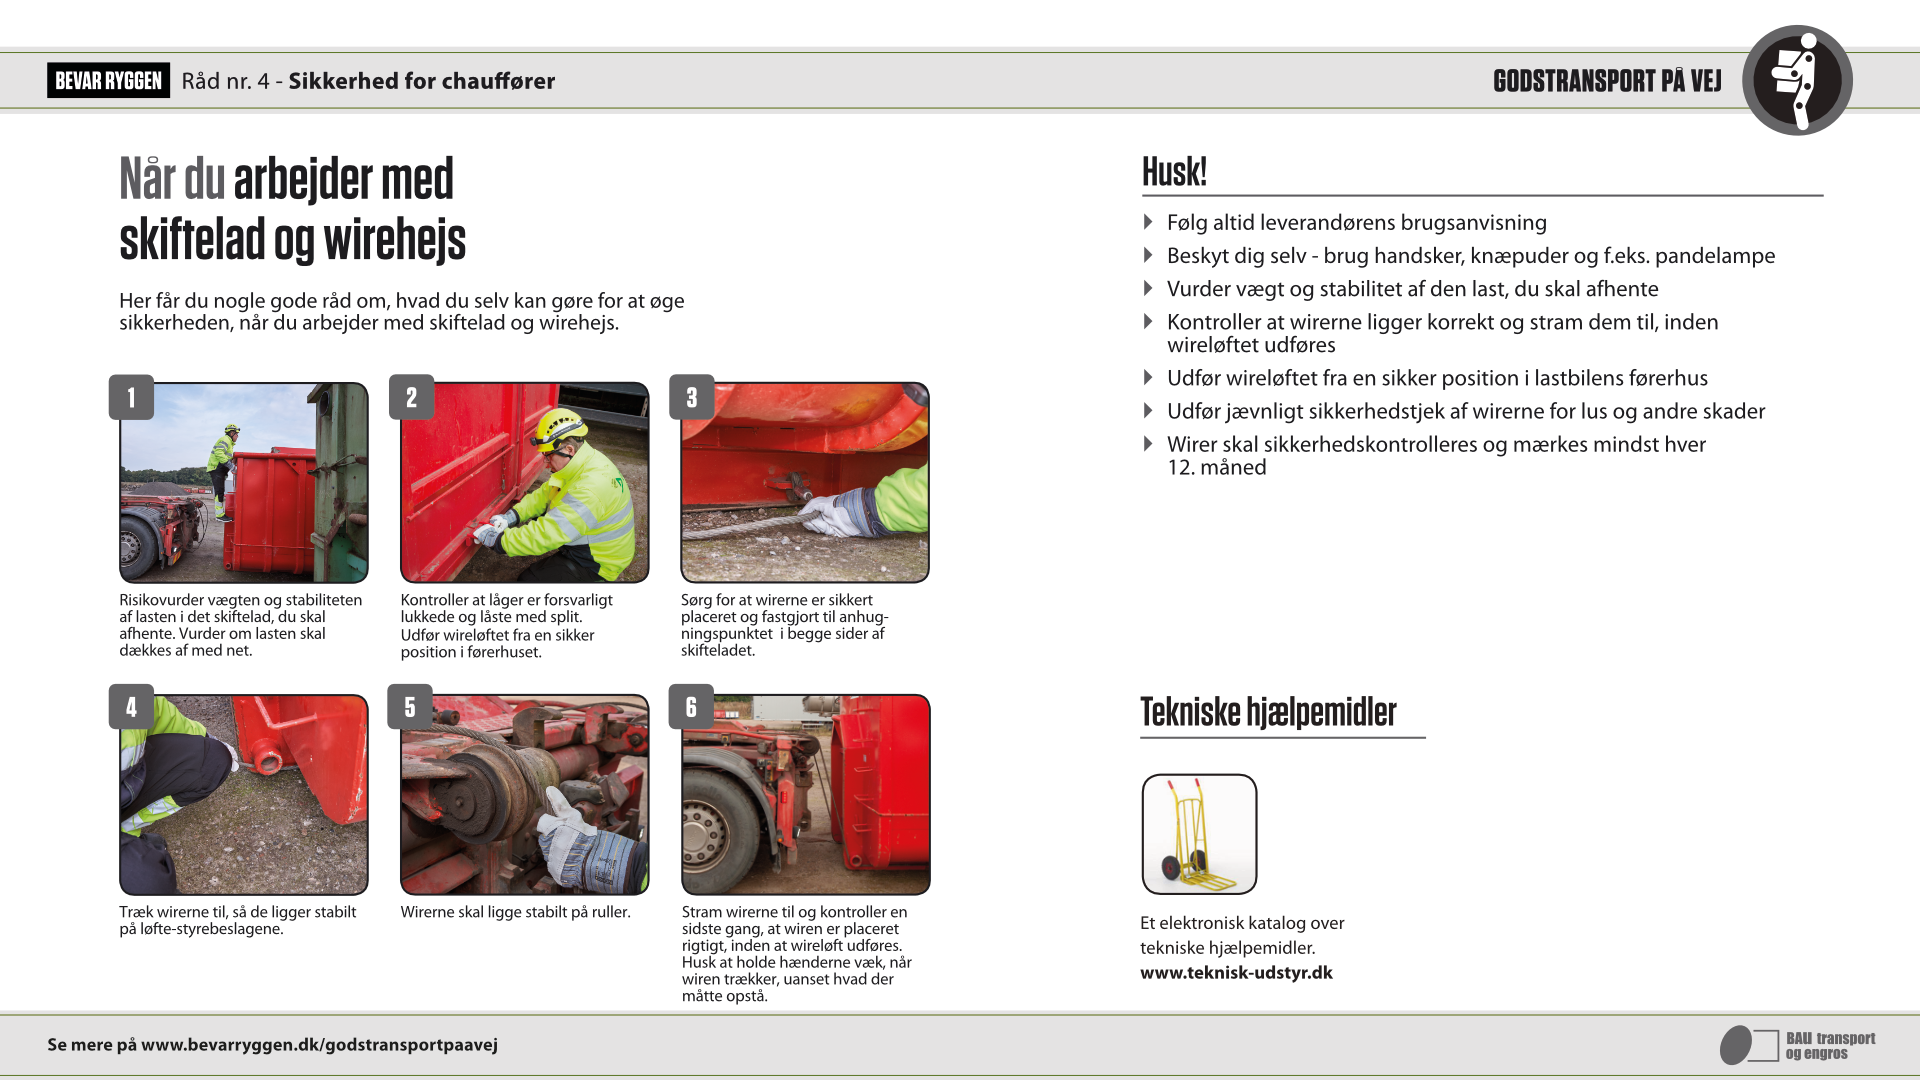 BEVAR RYGGEN Råd nr. 4 - Sikkerhed for chauffører
GODSTRANSPORT PÅ VEJ
Når du arbejder med
skiftelad og wirehejs
Her får du nogle gode råd om, hvad du selv kan gøre for at øge
sikkerheden, når du arbejder med skiftelad og wirehejs.
1
Risikovurder vægten og stabiliteten
af lasten i det skiftelad, du skal
afhente. Vurder om lasten skal
dækkes af med net.
2
Kontroller at låger er forsvarligt
lukkede og låste med split.
Udfør wireløftet fra en sikker
position i førerhuset.
3
Sørg for at wirerne er sikkert
placeret og fastgjort til anhug-
ningspunktet i begge sider af
skifteladet.
4
Træk wirerne til, så de ligger stabilt
på løfte-styrebeslagene.
5
Wirerne skal ligge stabilt på ruller.
6
Stram wirerne til og kontroller en
sidste gang, at wiren er placeret
rigtigt, inden at wireløft udføres.
Husk at holde hænderne væk, når
wiren trækker, uanset hvad der
måtte opstå.
Husk!
Følg altid leverandørens brugsanvisning
Beskyt dig selv - brug handsker, knæpuder og f.eks. pandelampe
Vurder vægt og stabilitet af den last, du skal afhente
Kontroller at wirerne ligger korrekt og stram dem til, inden
wireløftet udføres
Udfør wireløftet fra en sikker position i lastbilens førerhus
Udfør jævnligt sikkerhedstjek af wirerne for lus og andre skader
Wirer skal sikkerhedskontrolleres og mærkes mindst hver
12. måned
Tekniske hjælpemidler
Et elektronisk katalog over
tekniske hjælpemidler.
www.teknisk-udstyr.dk
Se mere på www.bevarryggen.dk/godstransportpaavej
BAU transport
og engros